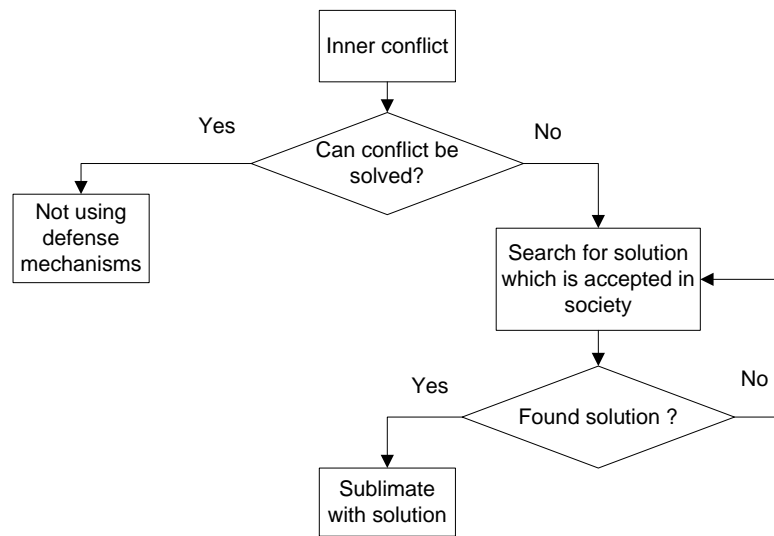 Inner conflict
Yes
No
Can conflict be
solved?
Not using
defense
mechanisms
Search for solution
which is accepted in
society
Yes
No
Found solution ?
Sublimate
with solution